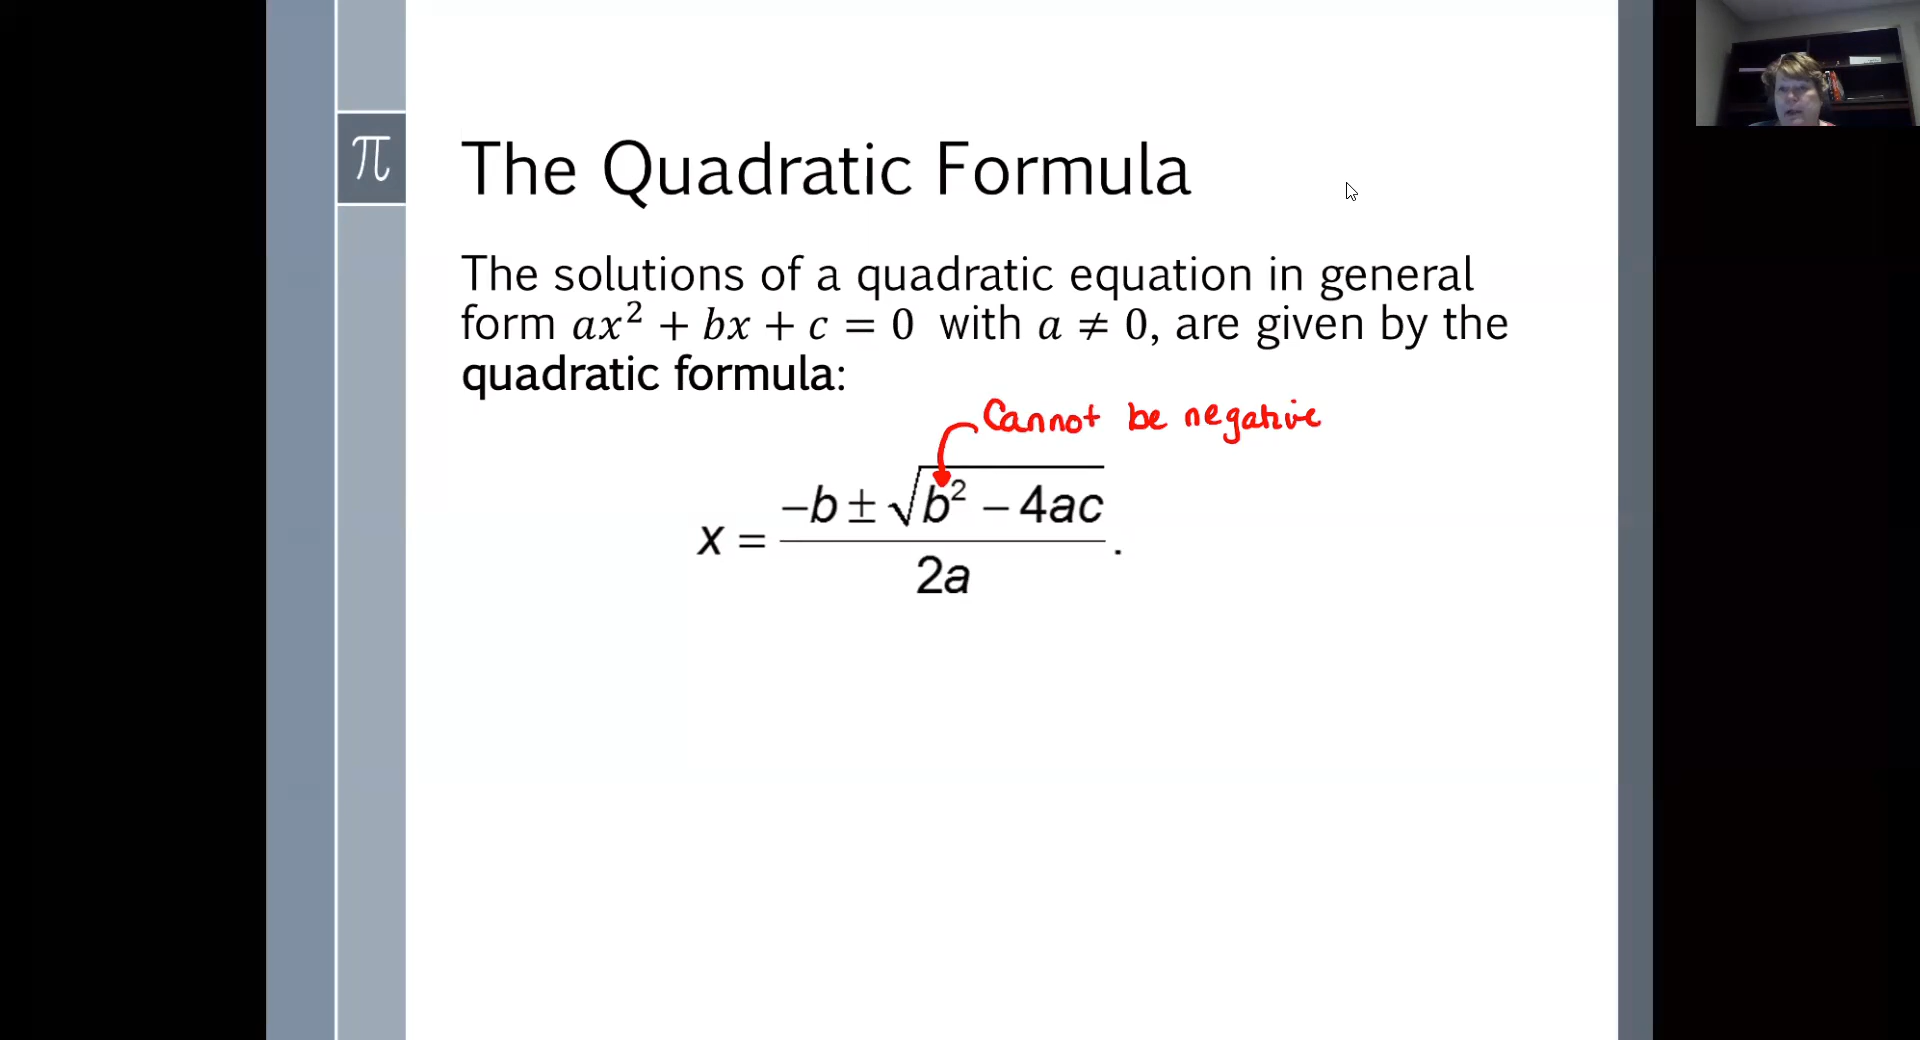 π
The Quadratic Formula
The solutions of a quadratic equation in general
form 𝑎𝑥² + 𝑏𝑥 + 𝑐 = 0 with 𝑎 ≠ 0, are given by the
quadratic formula:
Cannot be negative
x = (−b ± √(b² − 4ac)) / 2a.